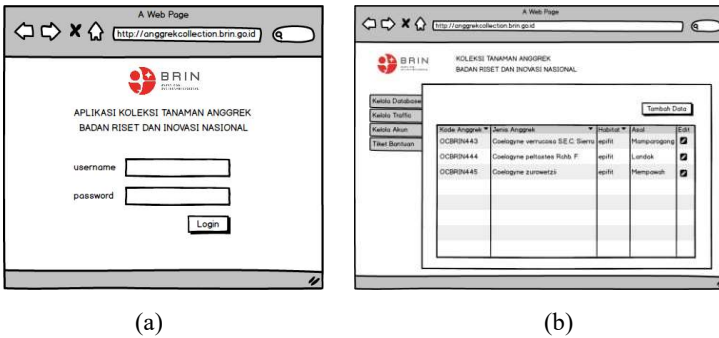 A Web Page
http://anggrekcollection.brin.go.id
BRIN
APLIKASI KOLEKSI TANAMAN ANGGREK
BADAN RISET DAN INOVASI NASIONAL
username
password
Login
(a)
A Web Page
http://anggrekcollection.brin.go.id
BRIN
KOLEKSI TANAMAN ANGGREK
BADAN RISET DAN INOVASI NASIONAL
Kelola Database
Kelola Traffic
Kelola Akun
Tiket Bantuan
Tambah Data
Kode Anggrek Jenis Anggrek Habitat Asal Edit
OCBRIN443 Coelogyne verrucosa S.E.C. Sierra epifit Mamparagang
OCBRIN444 Coelogyne peltastes Rchb. F. epifit Landak
OCBRIN445 Coelogyne zurowetzii epifit Mempawah
(b)